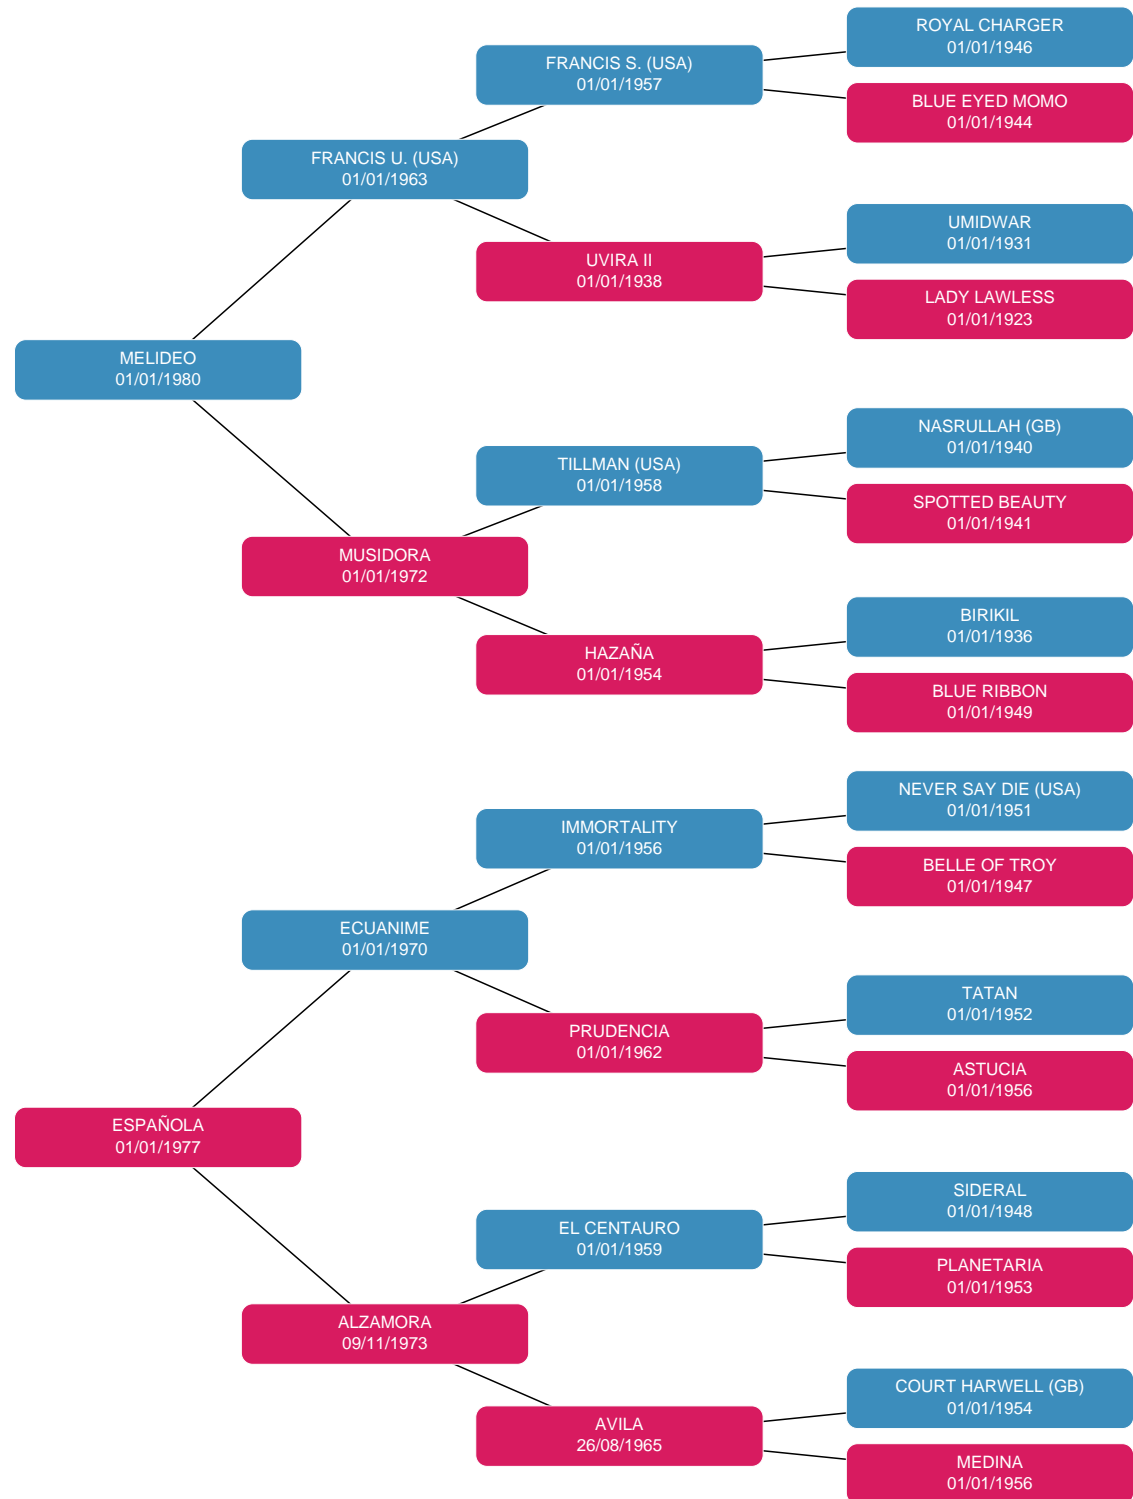 ROYAL CHARGER
01/01/1946
FRANCIS S. (USA)
01/01/1957
BLUE EYED MOMO
01/01/1944
FRANCIS U. (USA)
01/01/1963
UMIDWAR
01/01/1931
UVIRA II
01/01/1938
LADY LAWLESS
01/01/1923
MELIDEO
01/01/1980
NASRULLAH (GB)
01/01/1940
TILLMAN (USA)
01/01/1958
SPOTTED BEAUTY
01/01/1941
MUSIDORA
01/01/1972
BIRIKIL
01/01/1936
HAZAÑA
01/01/1954
BLUE RIBBON
01/01/1949
NEVER SAY DIE (USA)
01/01/1951
IMMORTALITY
01/01/1956
BELLE OF TROY
01/01/1947
ECUANIME
01/01/1970
TATAN
01/01/1952
PRUDENCIA
01/01/1962
ASTUCIA
01/01/1956
ESPAÑOLA
01/01/1977
SIDERAL
01/01/1948
EL CENTAURO
01/01/1959
PLANETARIA
01/01/1953
ALZAMORA
09/11/1973
COURT HARWELL (GB)
01/01/1954
AVILA
26/08/1965
MEDINA
01/01/1956